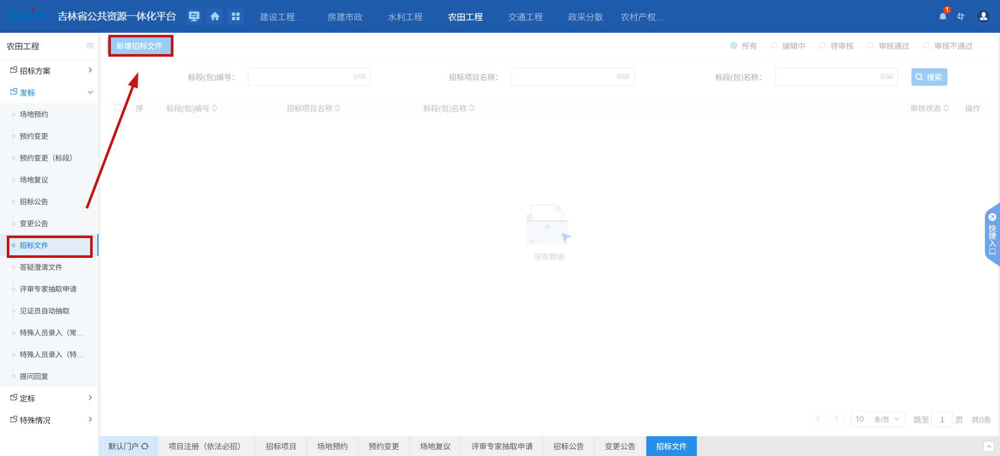 Epoint 吉林省公共资源一体化平台 建设工程... 房建市政 水利工程 农田工程 交通工程 政采分散 农村产权... 1
农田工程
新增招标文件
所有 编辑中 待审核 审核通过 审核不通过
招标方案
发标
场地预约
预约变更
预约变更（标段）
场地复议
招标公告
变更公告
招标文件
答疑澄清文件
评审专家抽取申请
见证员自动抽取
特殊人员录入（常...
特殊人员录入（特...
提问回复
定标
特殊情况
标段(包)编号： 0/50 招标项目名称： 0/50 标段(包)名称： 0/50 搜索
序 标段(包)编号 招标项目名称 标段(包)名称 审核状态 操作
没有数据
快捷入口
10 条/页 跳至 1 页 共0条
默认门户 项目注册（依法必招） 招标项目 场地预约 预约变更 场地复议 评审专家抽取申请 招标公告 变更公告 招标文件